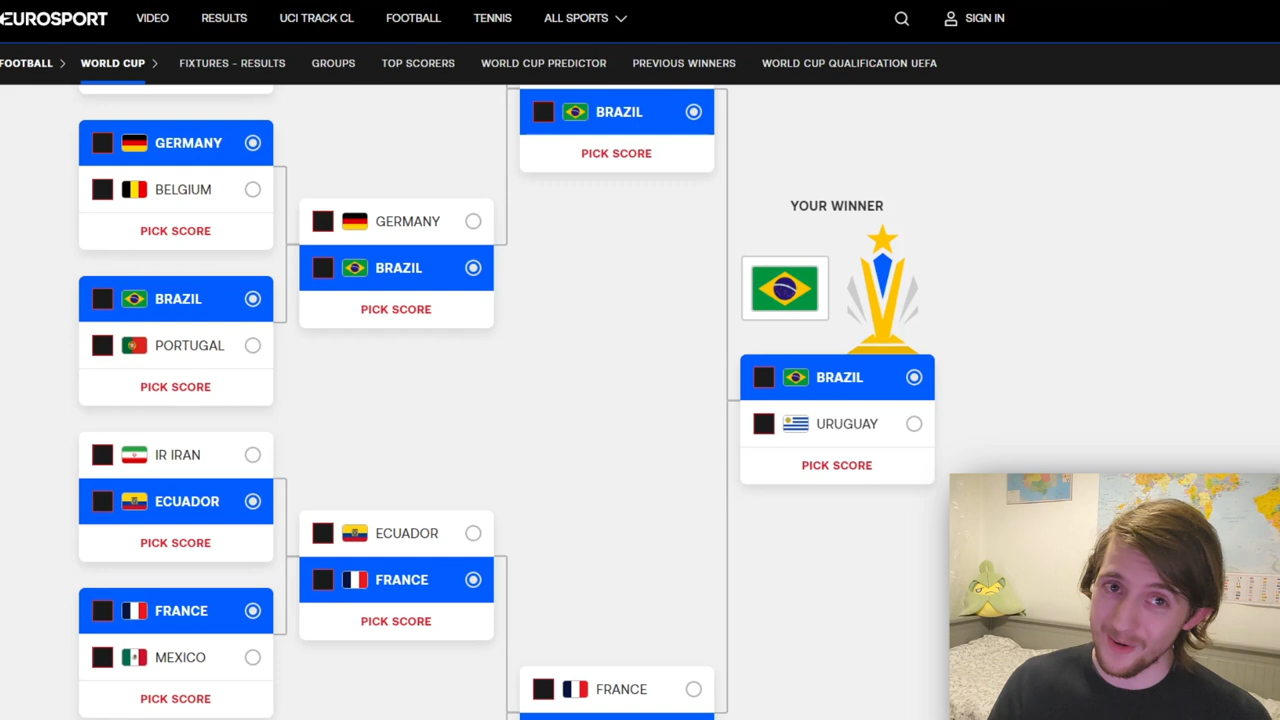 EUROSPORT
VIDEO
RESULTS
UCI TRACK CL
FOOTBALL
TENNIS
ALL SPORTS
SIGN IN
FOOTBALL
WORLD CUP
FIXTURES - RESULTS
GROUPS
TOP SCORERS
WORLD CUP PREDICTOR
PREVIOUS WINNERS
WORLD CUP QUALIFICATION UEFA
GERMANY
BELGIUM
PICK SCORE
BRAZIL
PORTUGAL
PICK SCORE
IR IRAN
ECUADOR
PICK SCORE
FRANCE
MEXICO
PICK SCORE
GERMANY
BRAZIL
PICK SCORE
ECUADOR
FRANCE
PICK SCORE
BRAZIL
PICK SCORE
FRANCE
YOUR WINNER
BRAZIL
URUGUAY
PICK SCORE